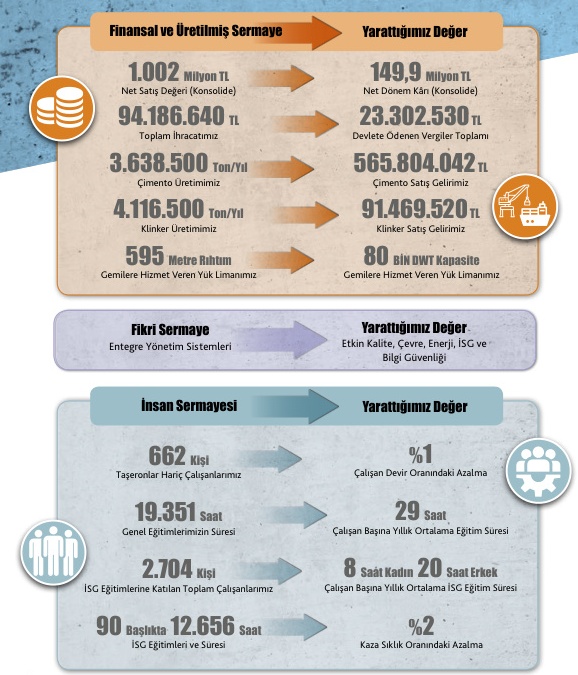 Finansal ve Üretilmiş Sermaye
Yarattığımız Değer
1.002 Milyon TL
Net Satış Değeri (Konsolide)
149,9 Milyon TL
Net Dönem Kârı (Konsolide)
94.186.640 TL
Toplam İhracatımız
23.302.530 TL
Devlete Ödenen Vergiler Toplamı
3.638.500 Ton/Yıl
Çimento Üretimimiz
565.804.042 TL
Çimento Satış Gelirimiz
4.116.500 Ton/Yıl
Klinker Üretimimiz
91.469.520 TL
Klinker Satış Gelirimiz
595 Metre Rıhtım
Gemilere Hizmet Veren Yük Limanımız
80 BİN DWT Kapasite
Gemilere Hizmet Veren Yük Limanımız
Fikri Sermaye
Entegre Yönetim Sistemleri
Yarattığımız Değer
Etkin Kalite, Çevre, Enerji, İSG ve
Bilgi Güvenliği
İnsan Sermayesi
Yarattığımız Değer
662 Kişi
Taşeronlar Hariç Çalışanlarımız
%1
Çalışan Devir Oranındaki Azalma
19.351 Saat
Genel Eğitimlerimizin Süresi
29 Saat
Çalışan Başına Yıllık Ortalama Eğitim Süresi
2.704 Kişi
İSG Eğitimlerine Katılan Toplam Çalışanlarımız
8 Saat Kadın 20 Saat Erkek
Çalışan Başına Yıllık Ortalama İSG Eğitim Süresi
90 Başlıkta 12.656 Saat
İSG Eğitimleri ve Süresi
%2
Kaza Sıklık Oranındaki Azalma